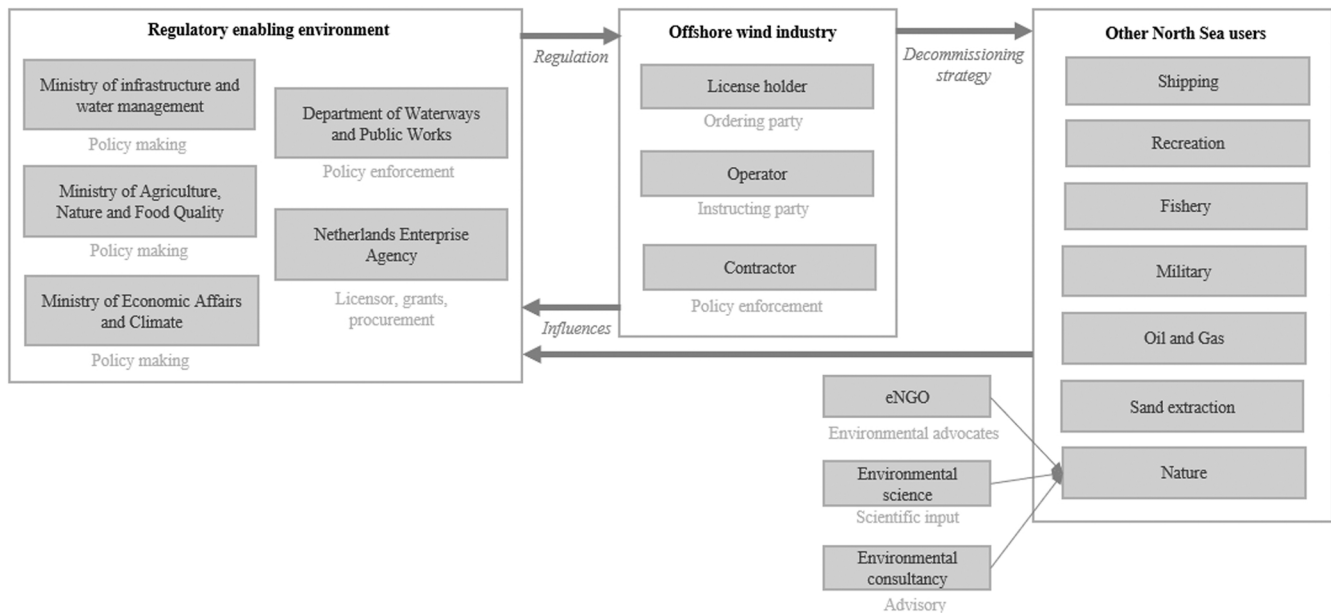 Regulatory enabling environment
Ministry of infrastructure and
water management
Policy making
Ministry of Agriculture,
Nature and Food Quality
Policy making
Ministry of Economic Affairs
and Climate
Policy making
Department of Waterways
and Public Works
Policy enforcement
Netherlands Enterprise
Agency
Licensor, grants,
procurement
Regulation
Influences
Offshore wind industry
License holder
Ordering party
Operator
Instructing party
Contractor
Policy enforcement
Decommissioning
strategy
Other North Sea users
Shipping
Recreation
Fishery
Military
Oil and Gas
Sand extraction
Nature
eNGO
Environmental advocates
Environmental
science
Scientific input
Environmental
consultancy
Advisory